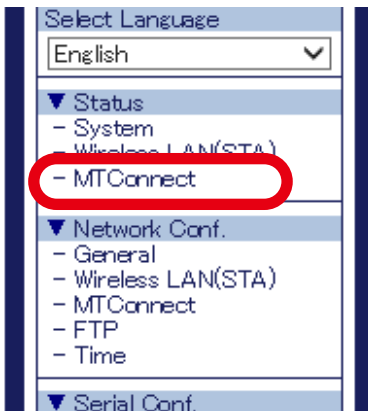 Select Language
English
▼ Status
- System
- Wireless LAN(STA)
- MTConnect
▼ Network Conf.
- General
- Wireless LAN(STA)
- MTConnect
- FTP
- Time
▼ Serial Conf.